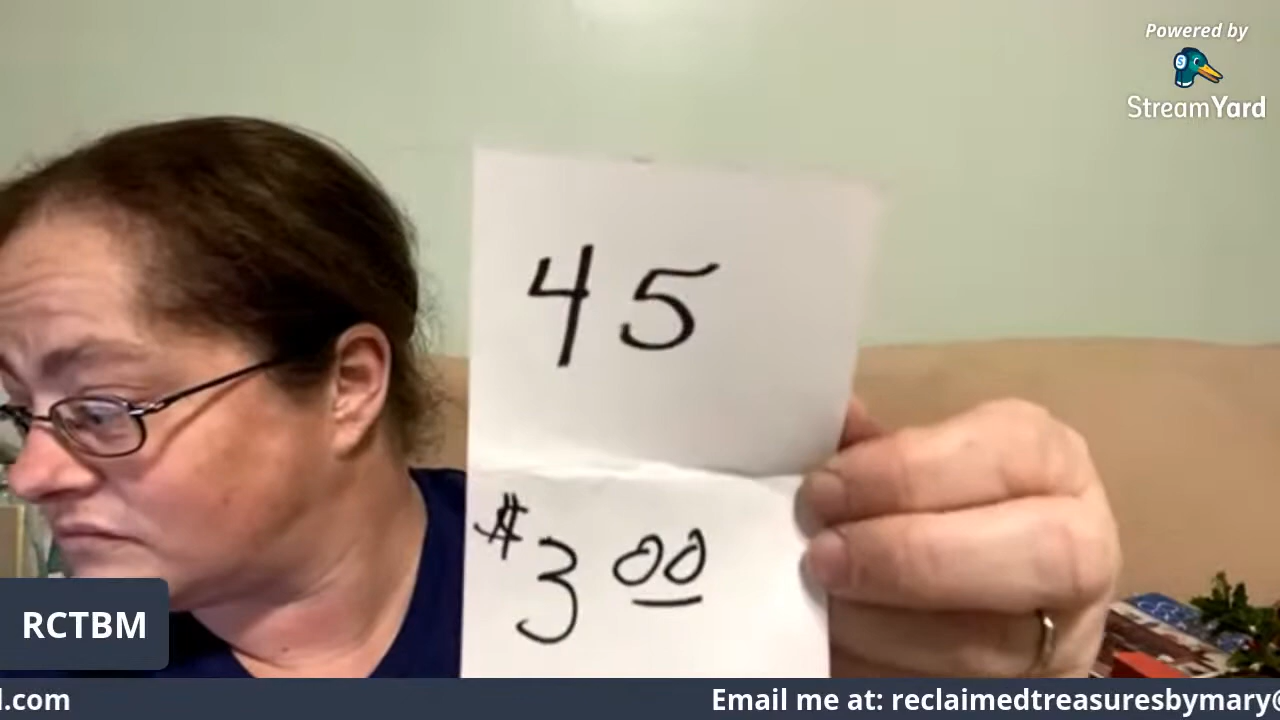 Powered by
StreamYard
45
$3 00
RCTBM
l.com
Email me at: reclaimedtreasuresbymary@